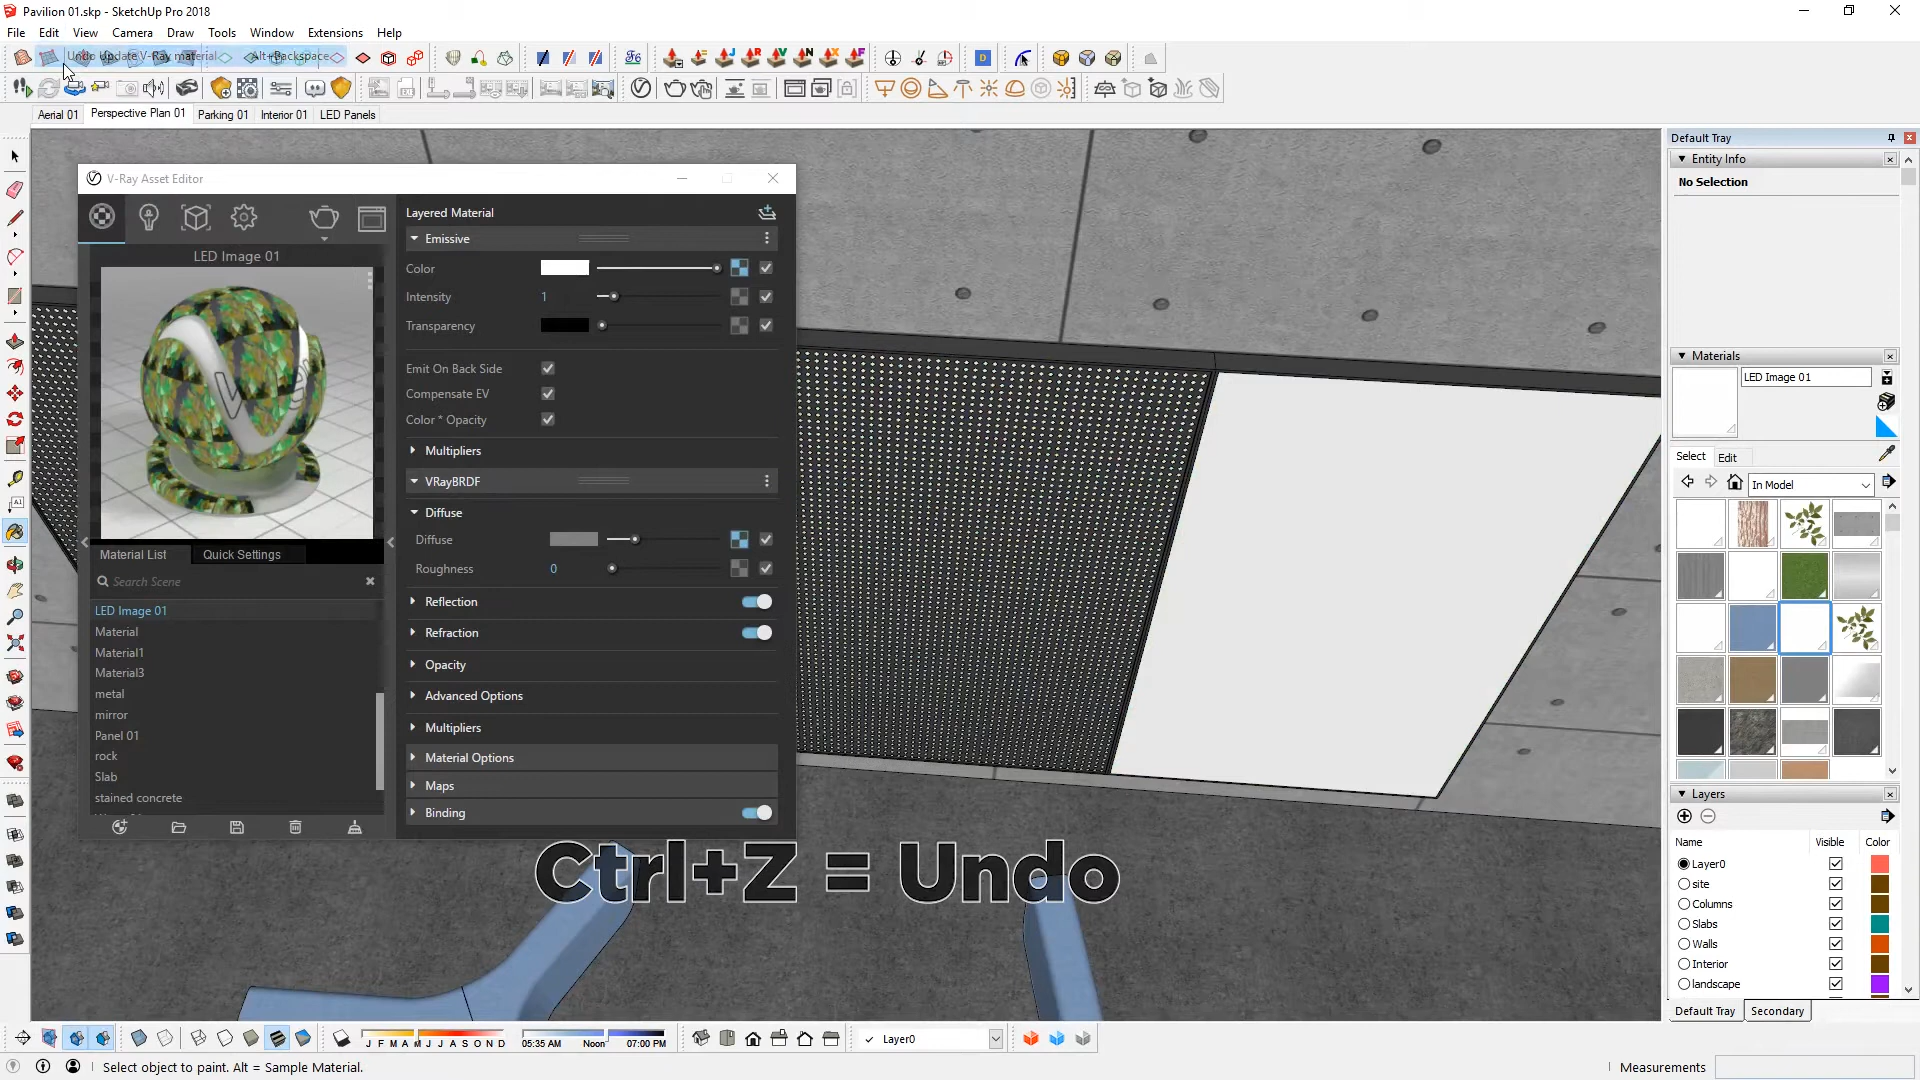 Pavilion 01.skp - SketchUp Pro 2018
File Edit View Camera Draw Tools Window Extensions Help
Undo Update V-Ray material Alt+Backspace
Aerial 01 Perspective Plan 01 Parking 01 Interior 01 LED Panels
V-Ray Asset Editor
LED Image 01
Material List Quick Settings
Search Scene
LED Image 01
Material
Material1
Material3
metal
mirror
Panel 01
rock
Slab
stained concrete
Layered Material
Emissive
Color
Intensity 1
Transparency
Emit On Back Side
Compensate EV
Color * Opacity
Multipliers
VRayBRDF
Diffuse
Diffuse
Roughness 0
Reflection
Refraction
Opacity
Advanced Options
Multipliers
Material Options
Maps
Binding
Ctrl+Z = Undo
Default Tray
Entity Info
No Selection
Materials
LED Image 01
Select Edit
In Model
Layers
Name Visible Color
Layer0
site
Columns
Slabs
Walls
Interior
landscape
Default Tray Secondary
J F M A M J J A S O N D 05:35 AM Noon 07:00 PM Layer0
Select object to paint. Alt = Sample Material. Measurements